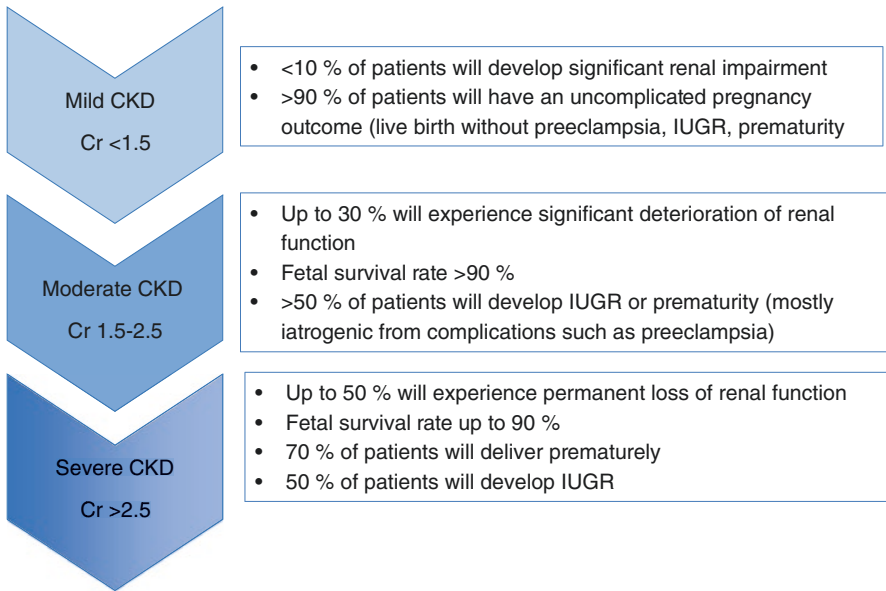 Mild CKD
Cr <1.5
• <10 % of patients will develop significant renal impairment
• >90 % of patients will have an uncomplicated pregnancy
outcome (live birth without preeclampsia, IUGR, prematurity
Moderate CKD
Cr 1.5-2.5
• Up to 30 % will experience significant deterioration of renal
function
• Fetal survival rate >90 %
• >50 % of patients will develop IUGR or prematurity (mostly
iatrogenic from complications such as preeclampsia)
Severe CKD
Cr >2.5
• Up to 50 % will experience permanent loss of renal function
• Fetal survival rate up to 90 %
• 70 % of patients will deliver prematurely
• 50 % of patients will develop IUGR